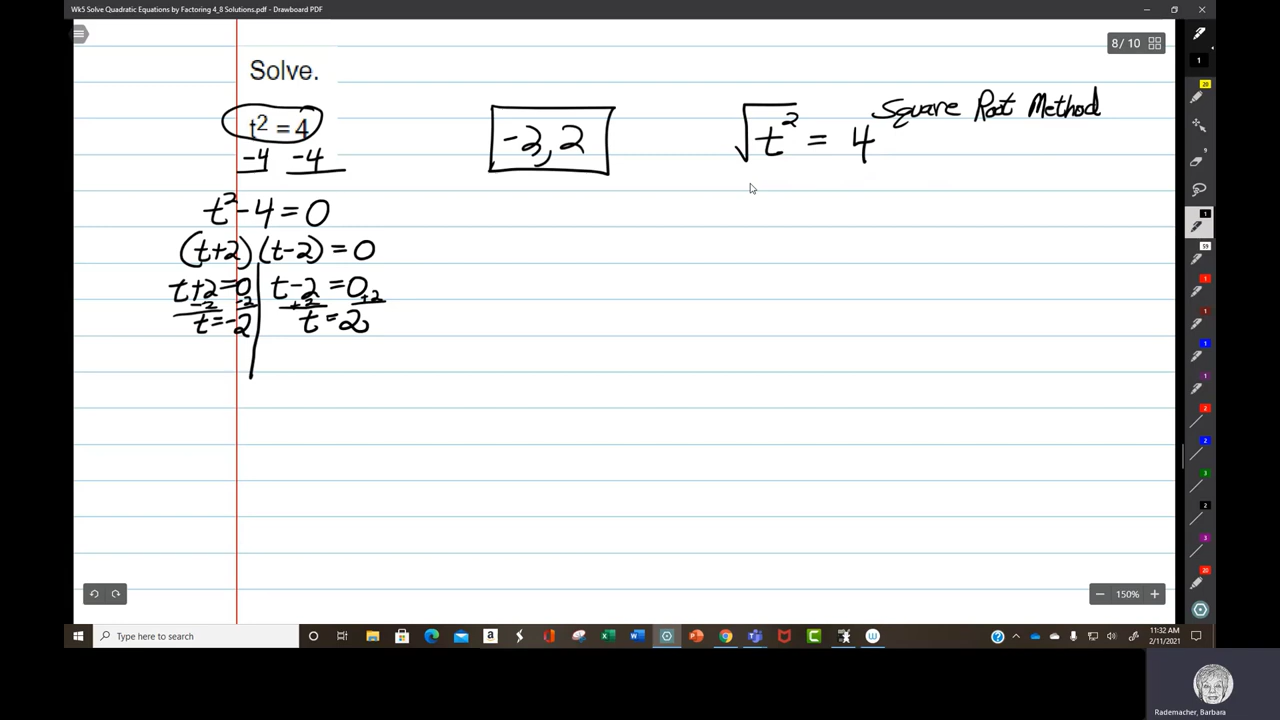 Wk5 Solve Quadratic Equations by Factoring 4_8 Solutions.pdf - Drawboard PDF
8 / 10
Solve.
t² = 4
-4 -4
t² - 4 = 0
(t+2)(t-2) = 0
t+2=0
-2 -2
t=-2
t-2=0
+2 +2
t=2
-3,2
Square Root Method
√t² = 4
150%
Type here to search
11:32 AM
2/11/2021
Rademacher, Barbara